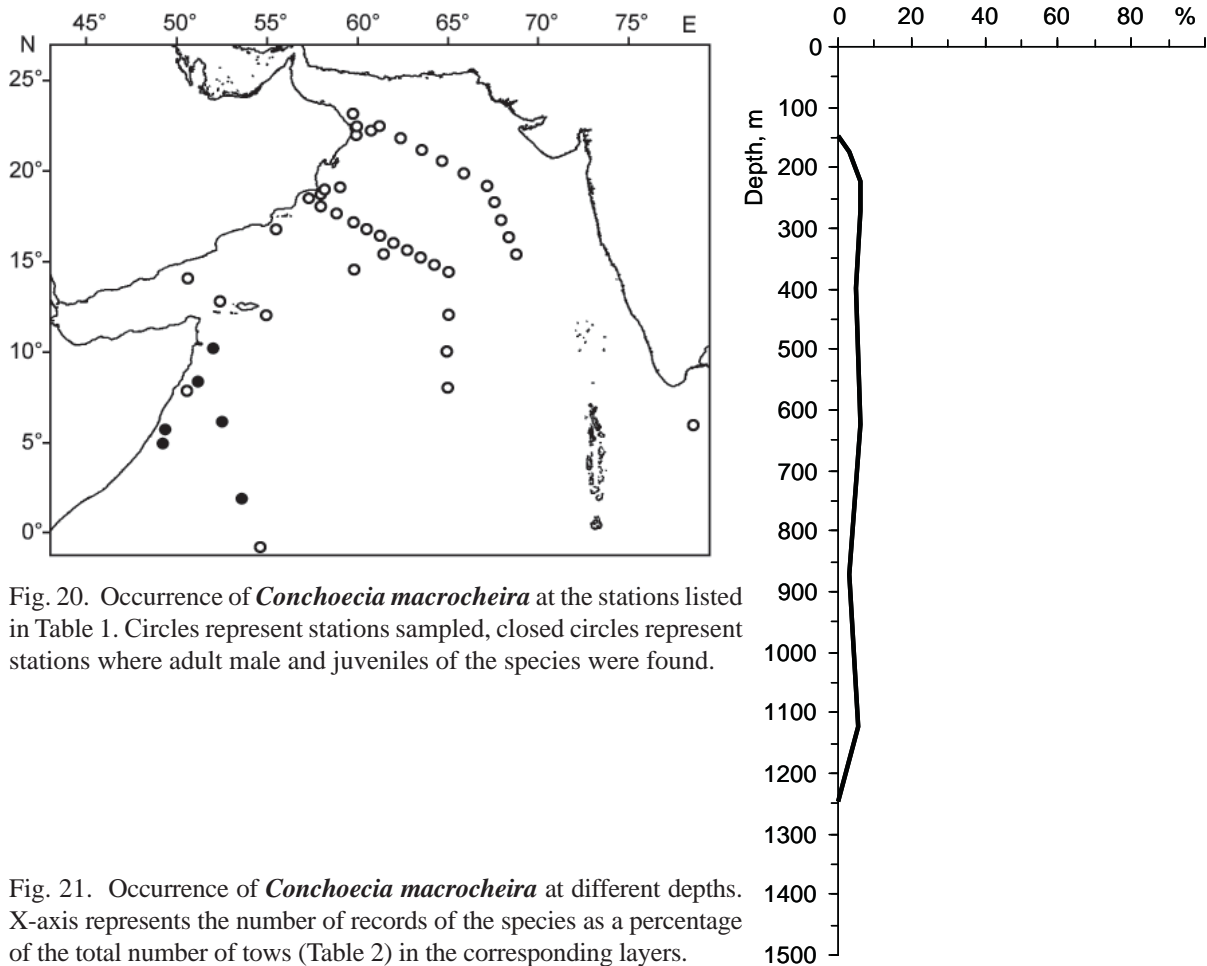 45° 50° 55° 60° 65° 70° 75° E
N
25°
20°
15°
10°
5°
0°
Fig. 20. Occurrence of Conchoecia macrocheira at the stations listed
in Table 1. Circles represent stations sampled, closed circles represent
stations where adult male and juveniles of the species were found.
Fig. 21. Occurrence of Conchoecia macrocheira at different depths.
X-axis represents the number of records of the species as a percentage
of the total number of tows (Table 2) in the corresponding layers.
0 20 40 60 80 %
Depth, m
0
100
200
300
400
500
600
700
800
900
1000
1100
1200
1300
1400
1500